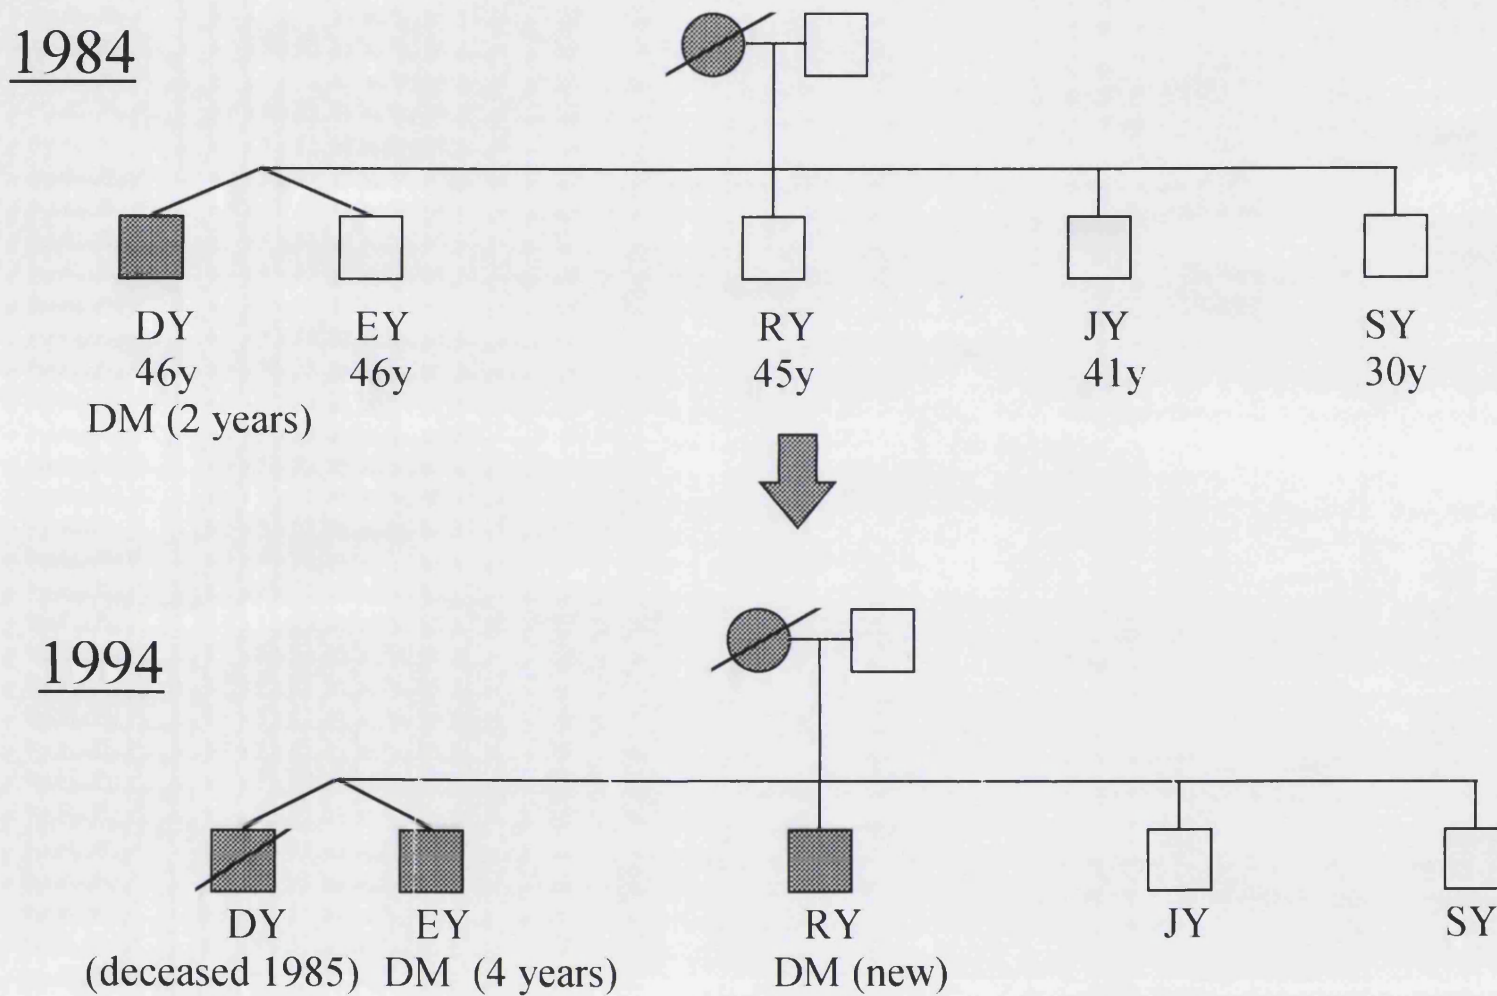 1984
DY EY RY JY SY
46y 46y 45y 41y 30y
DM (2 years)
1994
DY EY RY JY SY
(deceased 1985) DM (4 years) DM (new)